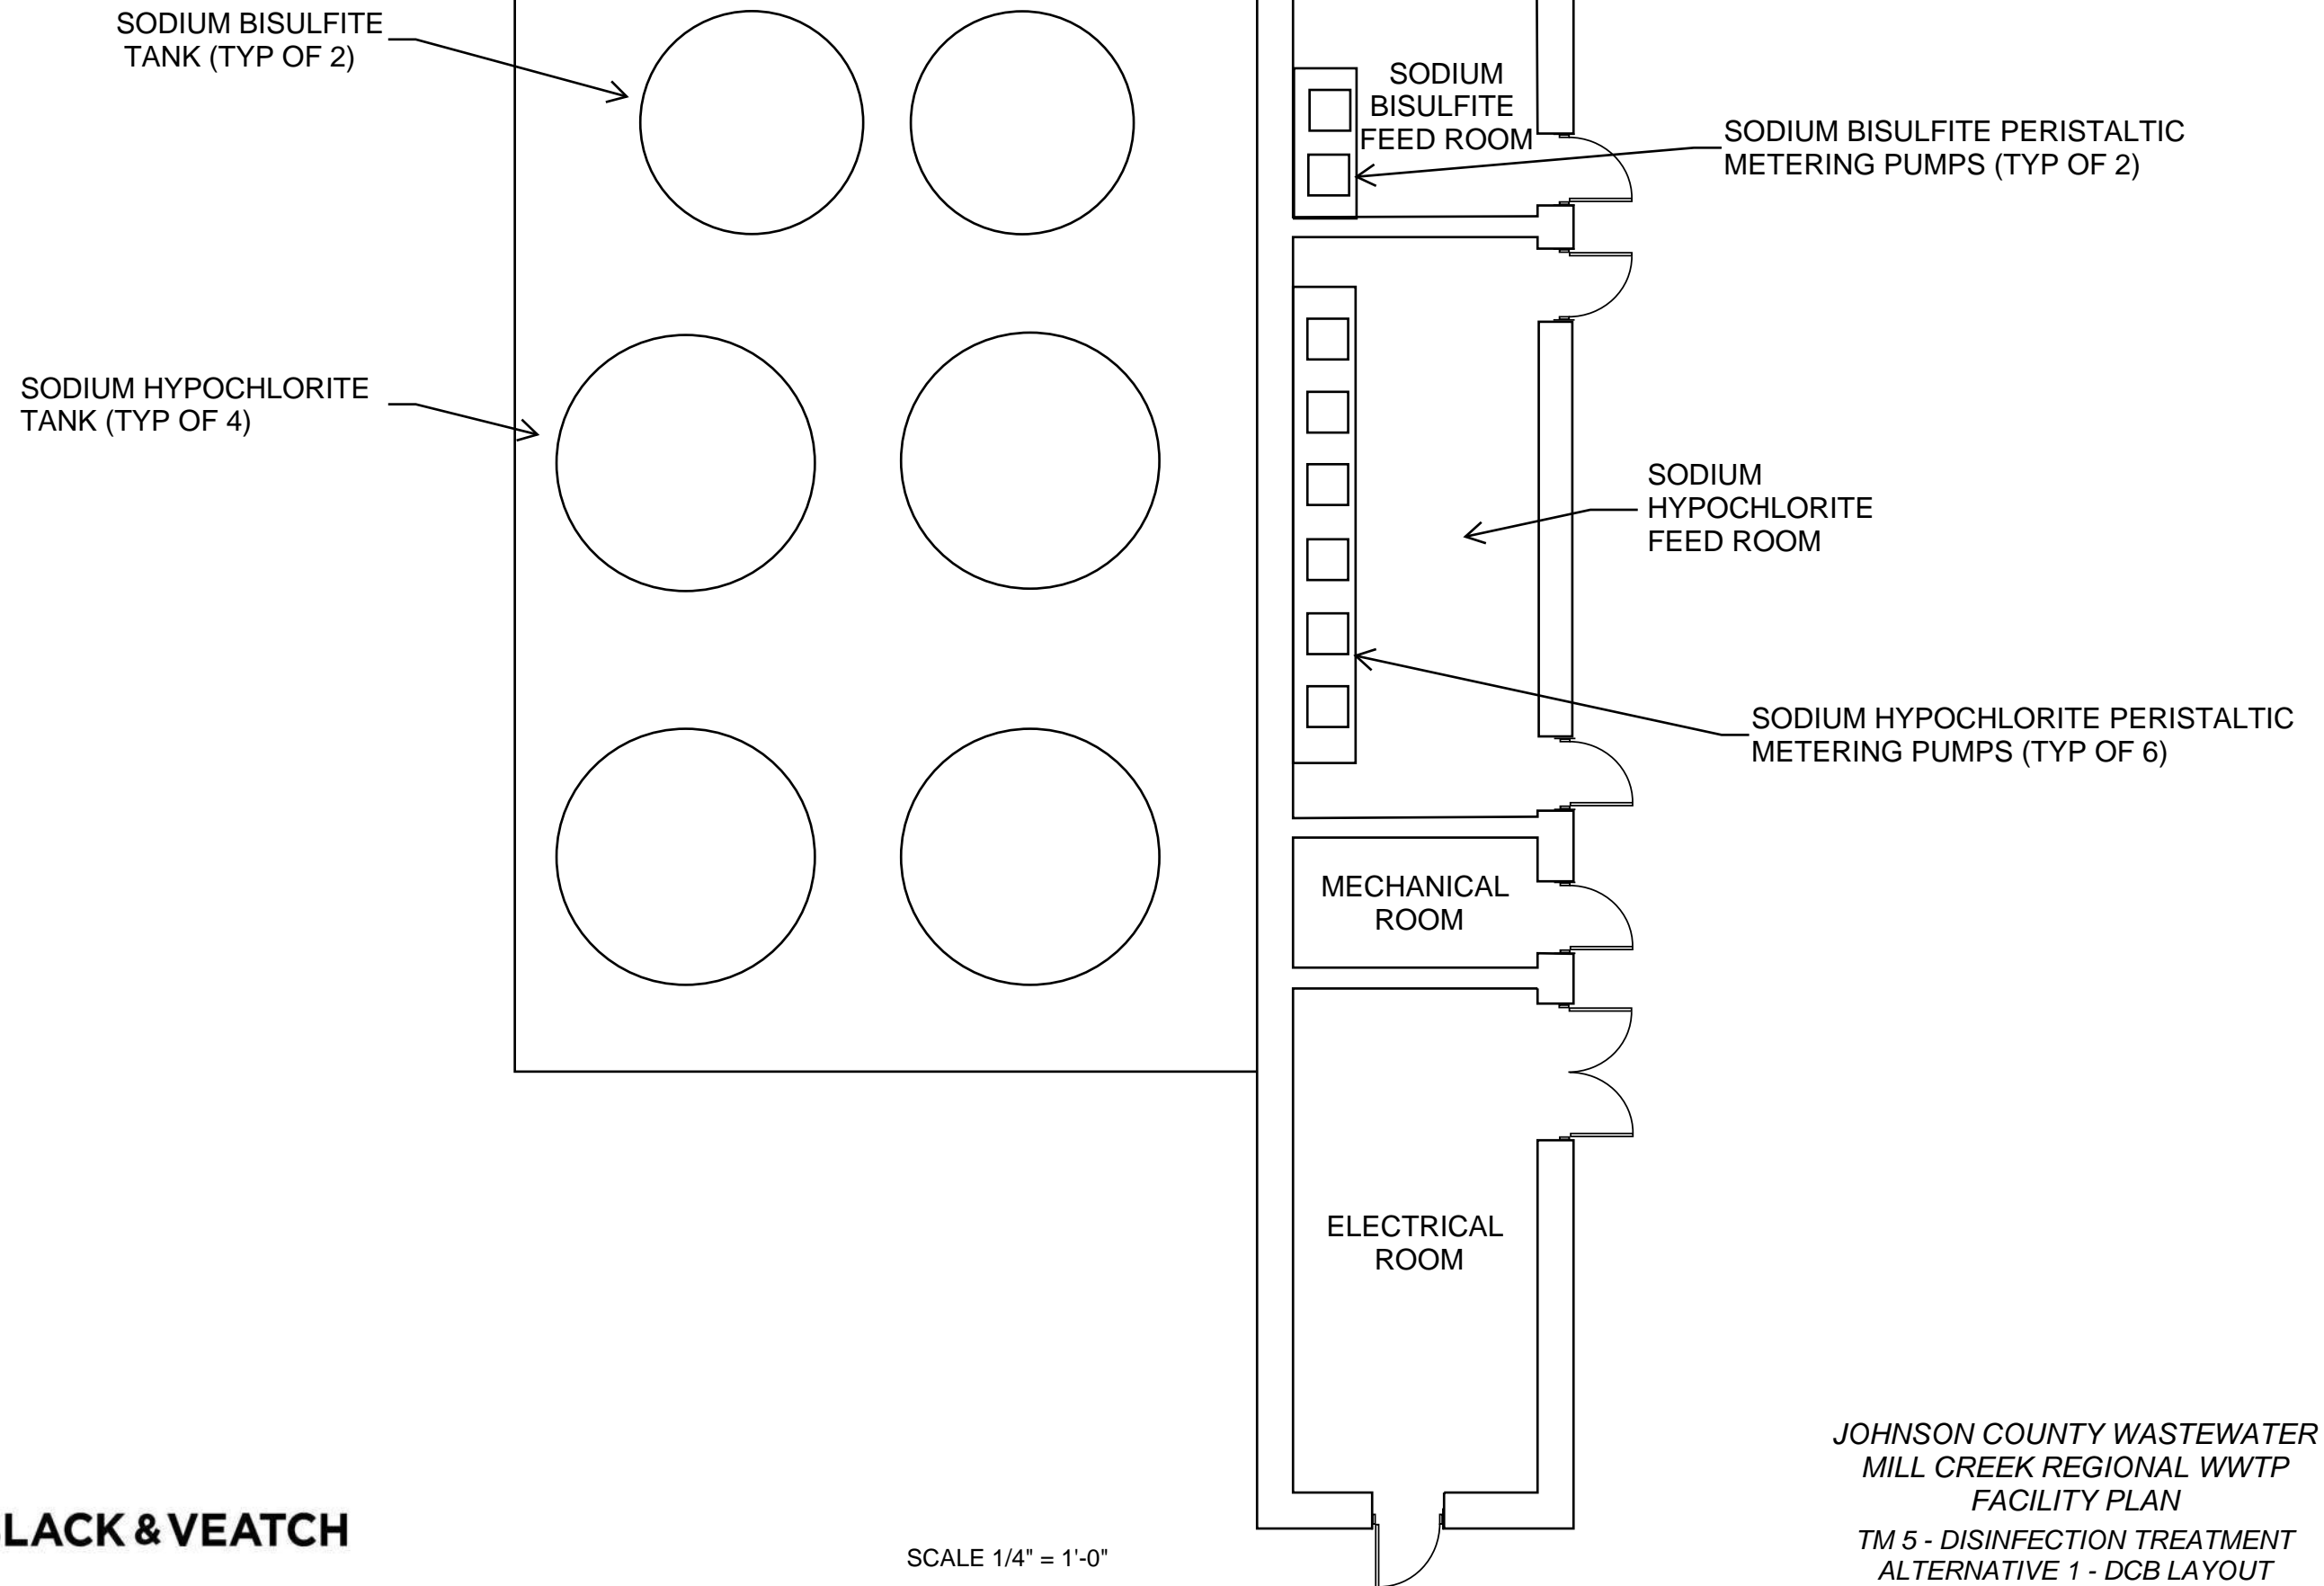 SODIUM BISULFITE
TANK (TYP OF 2)
SODIUM
BISULFITE
FEED ROOM
SODIUM BISULFITE PERISTALTIC
METERING PUMPS (TYP OF 2)
SODIUM HYPOCHLORITE
TANK (TYP OF 4)
SODIUM
HYPOCHLORITE
FEED ROOM
SODIUM HYPOCHLORITE PERISTALTIC
METERING PUMPS (TYP OF 6)
MECHANICAL
ROOM
ELECTRICAL
ROOM
LACK & VEATCH
SCALE 1/4" = 1'-0"
JOHNSON COUNTY WASTEWATER
MILL CREEK REGIONAL WWTP
FACILITY PLAN
TM 5 - DISINFECTION TREATMENT
ALTERNATIVE 1 - DCB LAYOUT